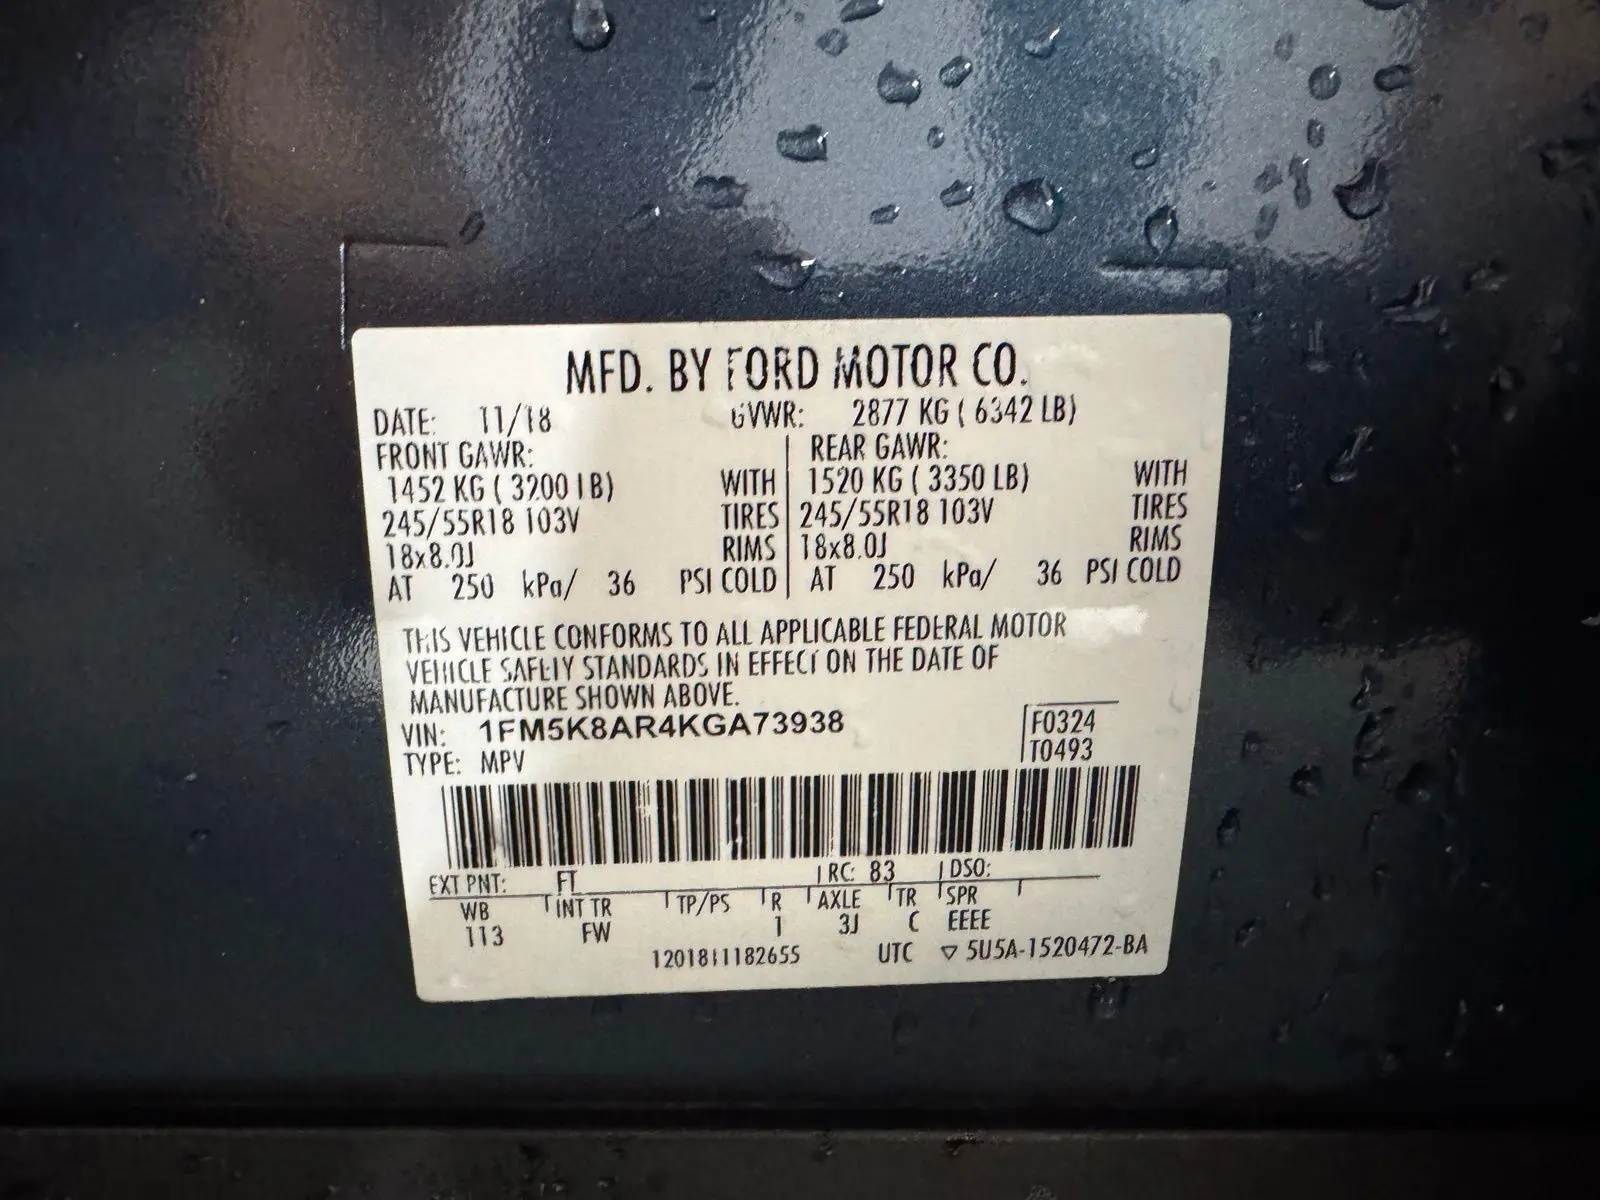 MFD. BY FORD MOTOR CO.
DATE: 11/18 GVWR: 2877 KG ( 6342 LB)
FRONT GAWR: REAR GAWR:
1452 KG ( 3200 LB) WITH 1520 KG ( 3350 LB) WITH
245/55R18 103V TIRES 245/55R18 103V TIRES
18x8.0J RIMS 18x8.0J RIMS
AT 250 kPa/ 36 PSI COLD AT 250 kPa/ 36 PSI COLD
THIS VEHICLE CONFORMS TO ALL APPLICABLE FEDERAL MOTOR
VEHICLE SAFETY STANDARDS IN EFFECT ON THE DATE OF
MANUFACTURE SHOWN ABOVE.
VIN: 1FM5K8AR4KGA73938 F0324
TYPE: MPV T0493
EXT PNT: FT RC: 83 DSO:
WB INT TR TP/PS R AXLE TR SPR
113 FW 1 3J C EEEE
1201811182655 UTC ▽ 5U5A-1520472-BA